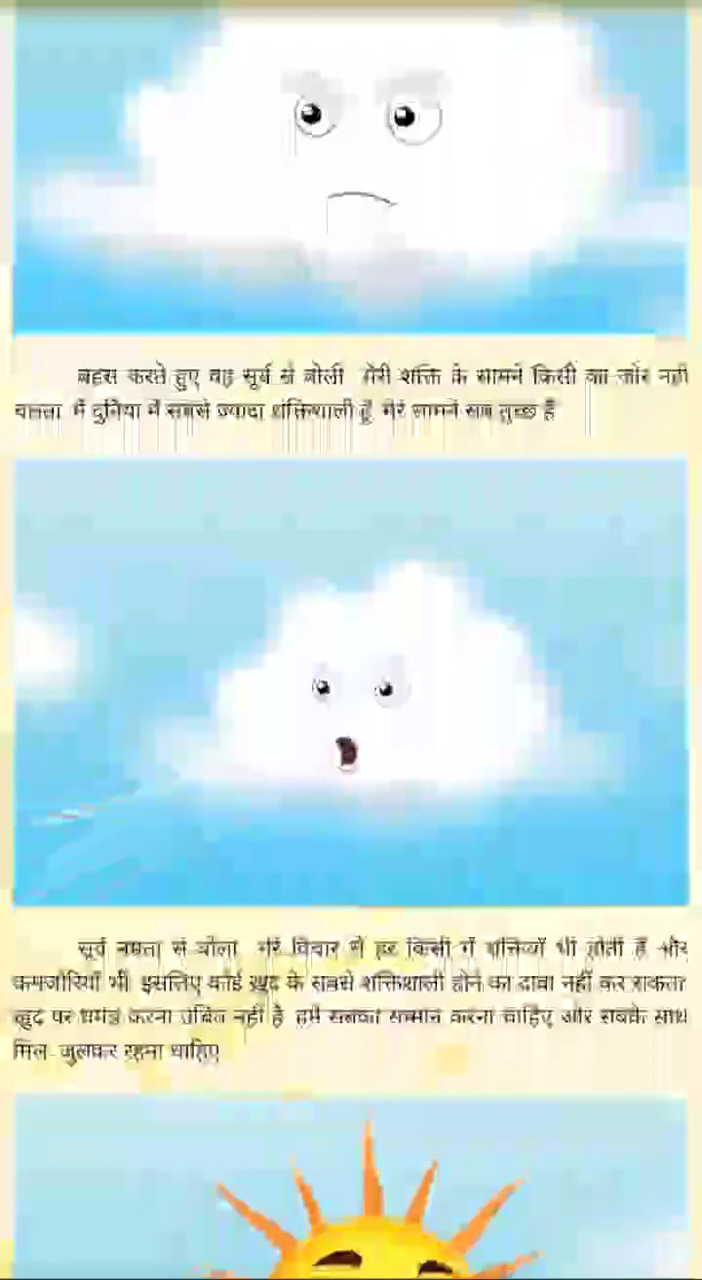 बहस करते हुए वह सूर्य से बोली मेरी शक्ति के सामने किसी का जोर नहीं
चलता में दुनिया में सबसे ज्यादा शक्तिशाली हूँ मेरे सामने सब तुच्छ हैं
सूर्य नम्रता से बोला मेरे विचार में हर किसी में शक्तियाँ भी होती हैं और
कमजोरियाँ भी इसलिए कोई खुद के सबसे शक्तिशाली होने का दावा नहीं कर सकता
खुद पर घमंड करना उचित नहीं है हमें सबका सम्मान करना चाहिए और सबके साथ
मिल-जुलकर रहना चाहिए